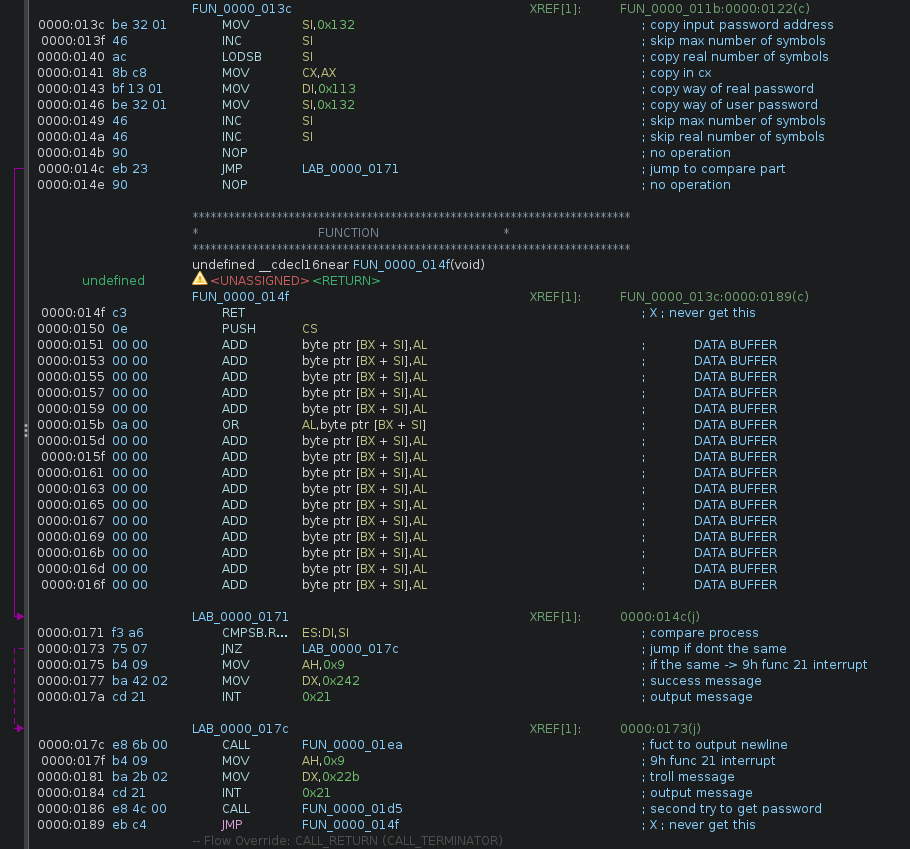 FUN_0000_013c XREF[1]: FUN_0000_011b:0000:0122(c)
0000:013c be 32 01 MOV SI,0x132 ; copy input password address
0000:013f 46 INC SI ; skip max number of symbols
0000:0140 ac LODSB SI ; copy real number of symbols
0000:0141 8b c8 MOV CX,AX ; copy in cx
0000:0143 bf 13 01 MOV DI,0x113 ; copy way of real password
0000:0146 be 32 01 MOV SI,0x132 ; copy way of user password
0000:0149 46 INC SI ; skip max number of symbols
0000:014a 46 INC SI ; skip real number of symbols
0000:014b 90 NOP ; no operation
0000:014c eb 23 JMP LAB_0000_0171 ; jump to compare part
0000:014e 90 NOP ; no operation
*************************************************************************
* FUNCTION *
*************************************************************************
undefined __cdecl16near FUN_0000_014f(void)
undefined <UNASSIGNED> <RETURN>
FUN_0000_014f XREF[1]: FUN_0000_013c:0000:0189(c)
0000:014f c3 RET ; X ; never get this
0000:0150 0e PUSH CS
0000:0151 00 00 ADD byte ptr [BX + SI],AL ; DATA BUFFER
0000:0153 00 00 ADD byte ptr [BX + SI],AL ; DATA BUFFER
0000:0155 00 00 ADD byte ptr [BX + SI],AL ; DATA BUFFER
0000:0157 00 00 ADD byte ptr [BX + SI],AL ; DATA BUFFER
0000:0159 00 00 ADD byte ptr [BX + SI],AL ; DATA BUFFER
0000:015b 0a 00 OR AL,byte ptr [BX + SI] ; DATA BUFFER
0000:015d 00 00 ADD byte ptr [BX + SI],AL ; DATA BUFFER
0000:015f 00 00 ADD byte ptr [BX + SI],AL ; DATA BUFFER
0000:0161 00 00 ADD byte ptr [BX + SI],AL ; DATA BUFFER
0000:0163 00 00 ADD byte ptr [BX + SI],AL ; DATA BUFFER
0000:0165 00 00 ADD byte ptr [BX + SI],AL ; DATA BUFFER
0000:0167 00 00 ADD byte ptr [BX + SI],AL ; DATA BUFFER
0000:0169 00 00 ADD byte ptr [BX + SI],AL ; DATA BUFFER
0000:016b 00 00 ADD byte ptr [BX + SI],AL ; DATA BUFFER
0000:016d 00 00 ADD byte ptr [BX + SI],AL ; DATA BUFFER
0000:016f 00 00 ADD byte ptr [BX + SI],AL ; DATA BUFFER
LAB_0000_0171 XREF[1]: 0000:014c(j)
0000:0171 f3 a6 CMPSB.R... ES:DI,SI ; compare process
0000:0173 75 07 JNZ LAB_0000_017c ; jump if dont the same
0000:0175 b4 09 MOV AH,0x9 ; if the same -> 9h func 21 interrupt
0000:0177 ba 42 02 MOV DX,0x242 ; success message
0000:017a cd 21 INT 0x21 ; output message
LAB_0000_017c XREF[1]: 0000:0173(j)
0000:017c e8 6b 00 CALL FUN_0000_01ea ; fuct to output newline
0000:017f b4 09 MOV AH,0x9 ; 9h func 21 interrupt
0000:0181 ba 2b 02 MOV DX,0x22b ; troll message
0000:0184 cd 21 INT 0x21 ; output message
0000:0186 e8 4c 00 CALL FUN_0000_01d5 ; second try to get password
0000:0189 eb c4 JMP FUN_0000_014f ; X ; never get this
-- Flow Override: CALL_RETURN (CALL_TERMINATOR)